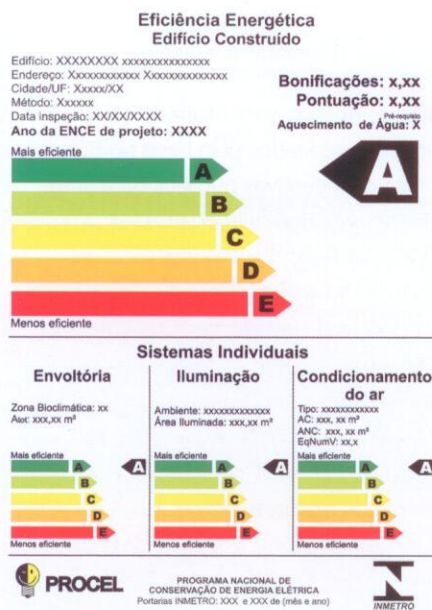 Eficiência Energética
Edifício Construído
Edifício: XXXXXXXX xxxxxxxxxxxxxxx
Endereço: Xxxxxxxxxxxx Xxxxxxxxxxxxxx
Cidade/UF: Xxxxx/XX
Método: Xxxxxx
Data inspeção: XX/XX/XXXX
Ano da ENCE de projeto: XXXX
Bonificações: x,xx
Pontuação: x,xx
Pré-requisito
Aquecimento de Água: X
Mais eficiente
A
B
C
D
E
Menos eficiente
A
Sistemas Individuais
Envoltória
Zona Bioclimática: xx
Atot: xxx,xx m²
Mais eficiente
A
B
C
D
E
Menos eficiente
A
Iluminação
Ambiente: xxxxxxxxxxxxx
Área Iluminada: xxx,xx m²
Mais eficiente
A
B
C
D
E
Menos eficiente
A
Condicionamento
do ar
Tipo: xxxxxxxxxxxx
AC: xxx, xx m²
ANC: xxx, xx m²
EqNumV: xx,x
Mais eficiente
A
B
C
D
E
Menos eficiente
A
PROCEL
PROGRAMA NACIONAL DE
CONSERVAÇÃO DE ENERGIA ELÉTRICA
Portarias INMETRO: XXX e XXX de (mês e ano)
INMETRO